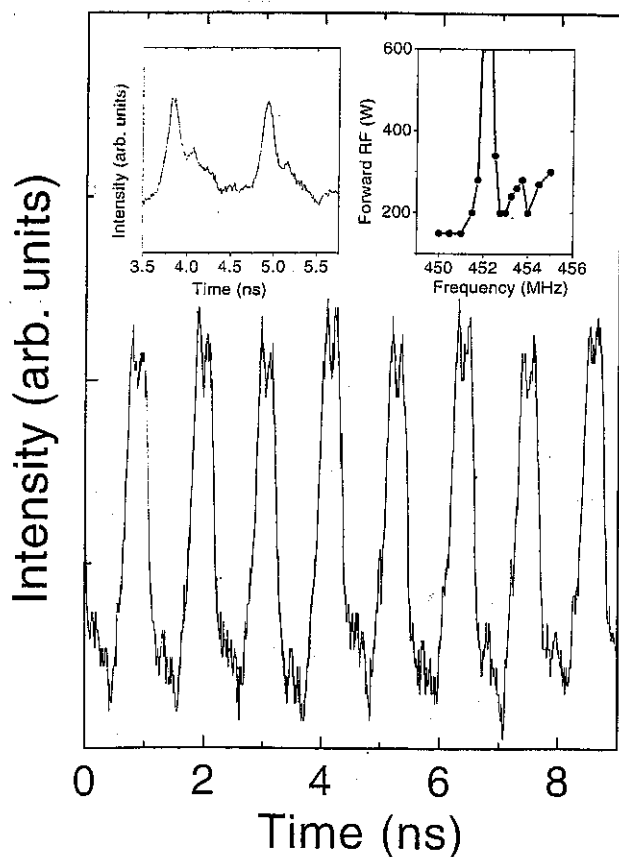 Intensity (arb. units)
3.5 4.0 4.5 5.0 5.5
Time (ns)
Forward RF (W)
600
400
200
450 452 454 456
Frequency (MHz)
Intensity (arb. units)
0 2 4 6 8
Time (ns)